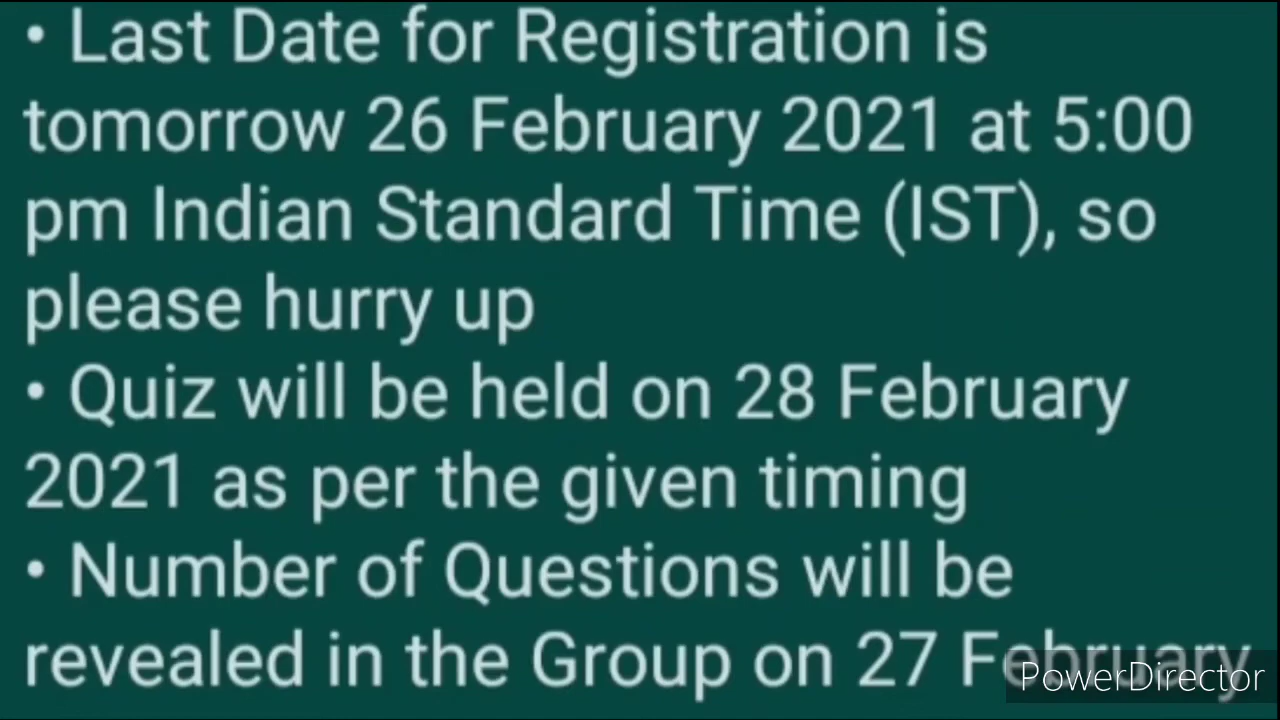 • Last Date for Registration is
tomorrow 26 February 2021 at 5:00
pm Indian Standard Time (IST), so
please hurry up
• Quiz will be held on 28 February
2021 as per the given timing
• Number of Questions will be
revealed in the Group on 27 February
PowerDirector